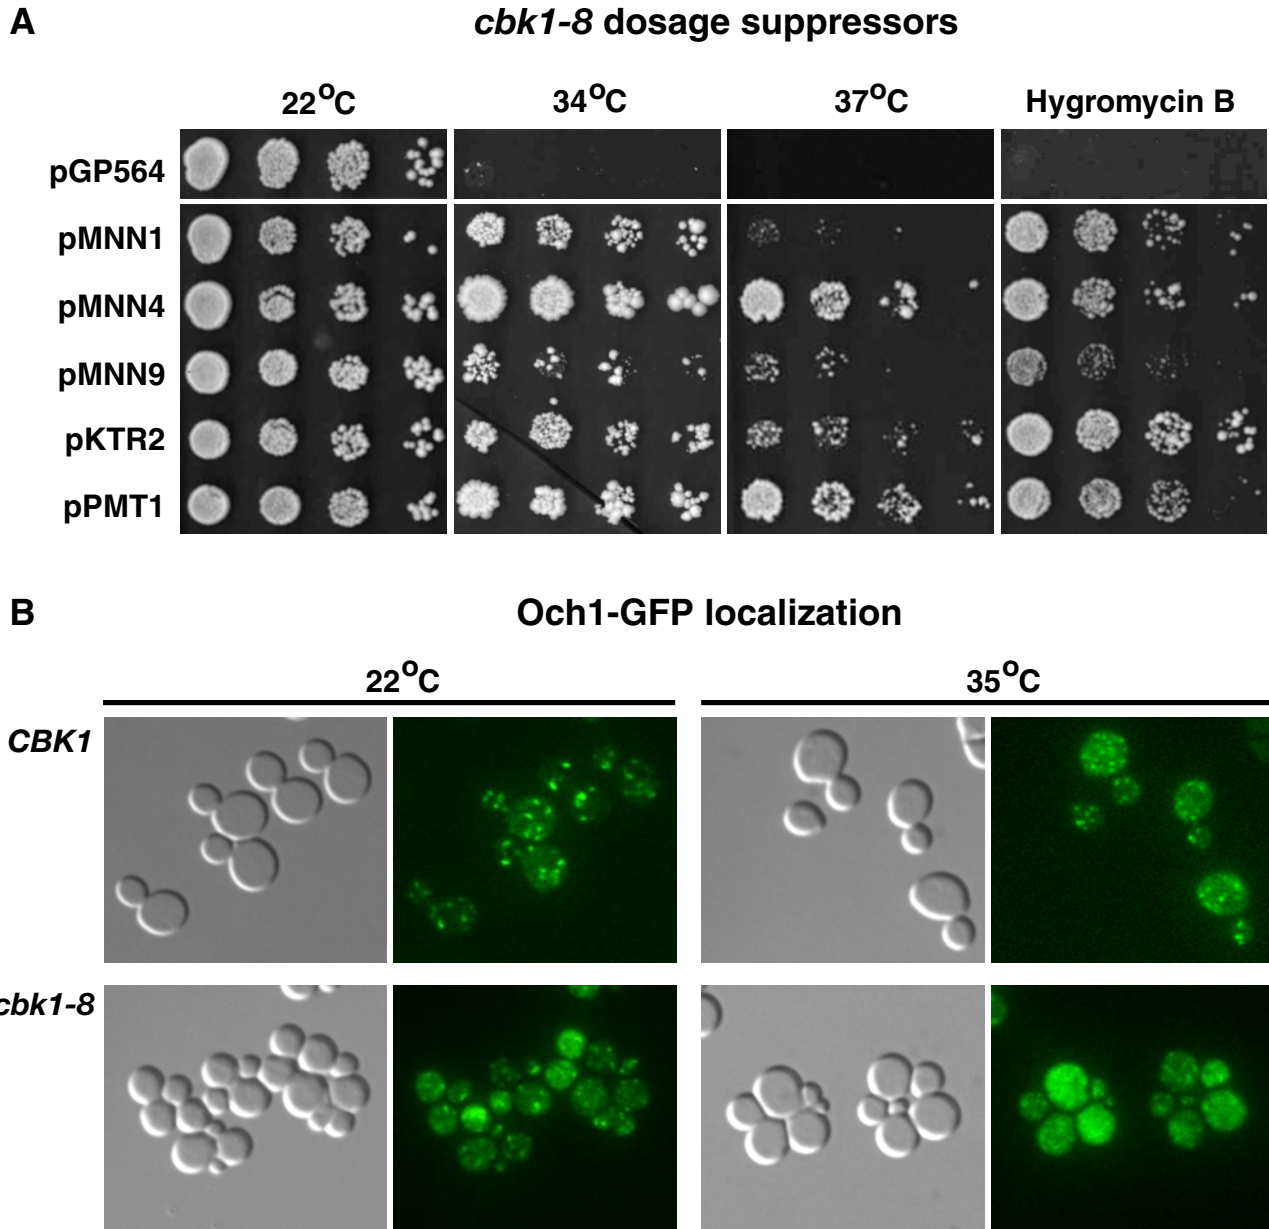 A
cbk1-8 dosage suppressors
22°C 34°C 37°C Hygromycin B
pGP564
pMNN1
pMNN4
pMNN9
pKTR2
pPMT1
B
Och1-GFP localization
22°C 35°C
CBK1
cbk1-8